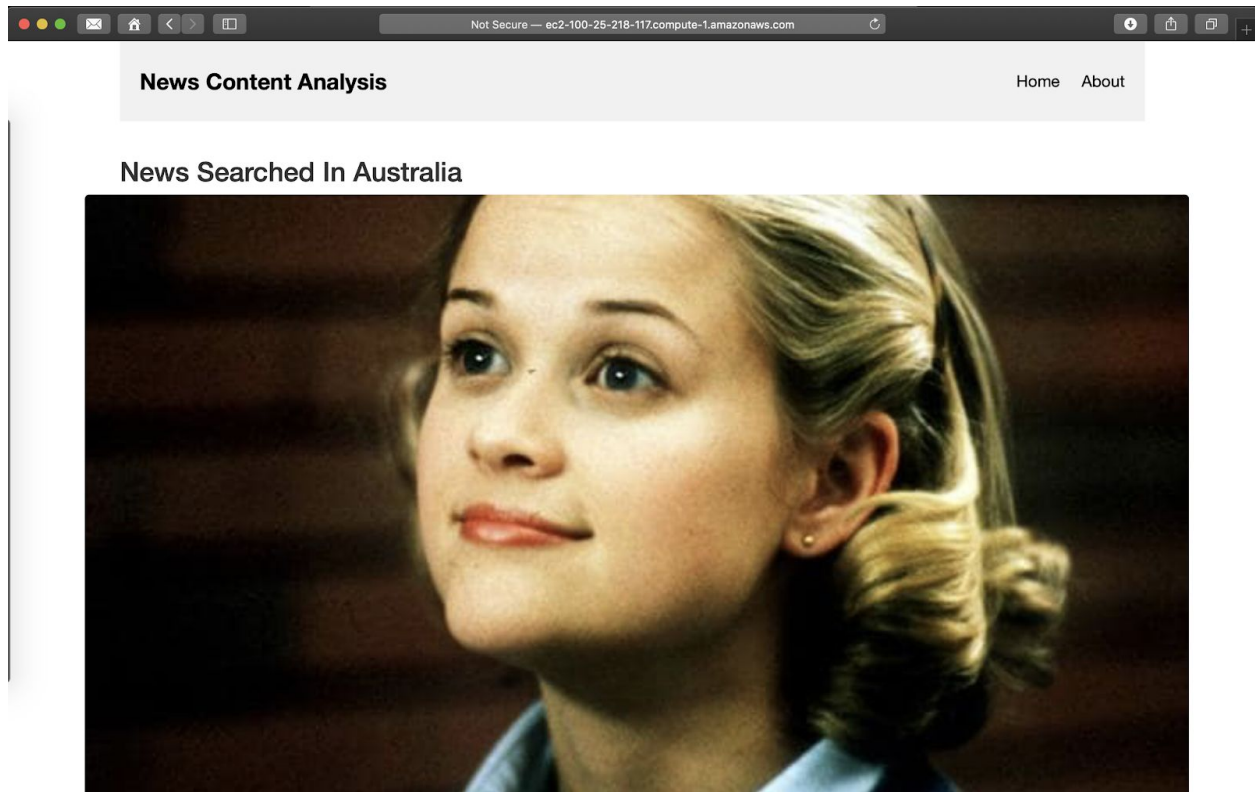 Not Secure — ec2-100-25-218-117.compute-1.amazonaws.com
News Content Analysis
Home About
News Searched In Australia